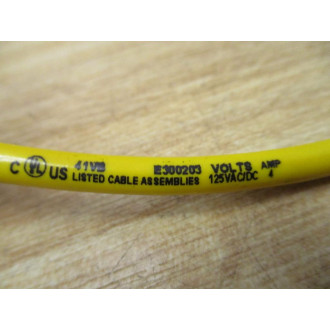 C UL US 41VB E300203 VOLTS AMP
LISTED CABLE ASSEMBLIES 125VAC/DC 4